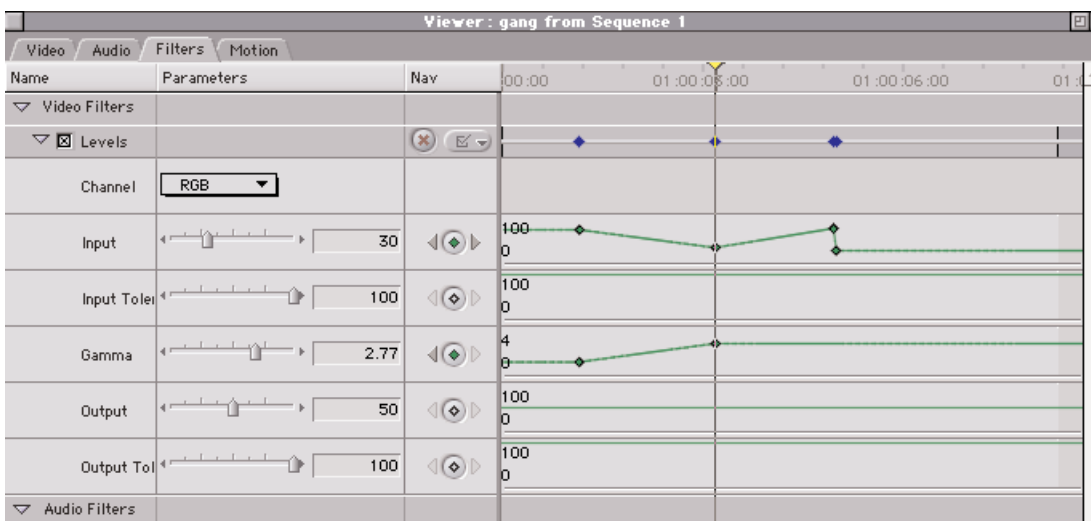 Viewer: gang from Sequence 1
Video Audio Filters Motion
Name Parameters Nav 00:00 01:00:03:00 01:00:06:00 01:
Video Filters
Levels
Channel RGB
Input 30 100 0
Input Toler 100 100 0
Gamma 2.77 4 0
Output 50 100 0
Output Tol 100 100 0
Audio Filters